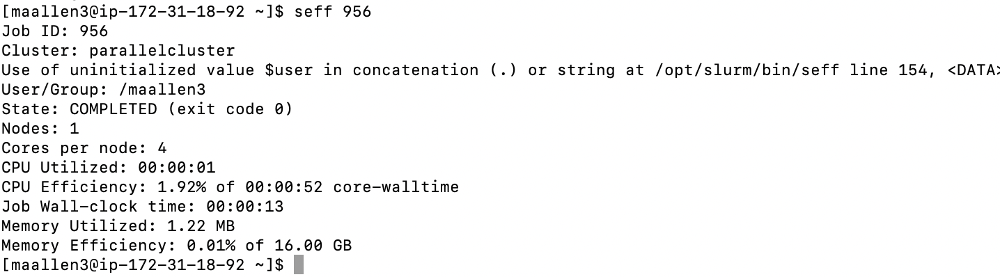 [maallen3@ip-172-31-18-92 ~]$ seff 956
Job ID: 956
Cluster: parallelcluster
Use of uninitialized value $user in concatenation (.) or string at /opt/slurm/bin/seff line 154, <DATA>
User/Group: /maallen3
State: COMPLETED (exit code 0)
Nodes: 1
Cores per node: 4
CPU Utilized: 00:00:01
CPU Efficiency: 1.92% of 00:00:52 core-walltime
Job Wall-clock time: 00:00:13
Memory Utilized: 1.22 MB
Memory Efficiency: 0.01% of 16.00 GB
[maallen3@ip-172-31-18-92 ~]$